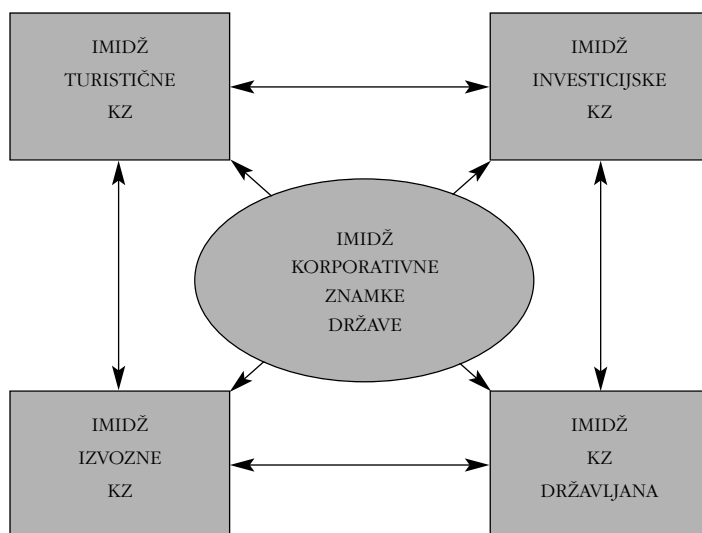 IMIDŽ
TURISTIČNE
KZ
IMIDŽ
INVESTICIJSKE
KZ
IMIDŽ
KORPORATIVNE
ZNAMKE
DRŽAVE
IMIDŽ
IZVOZNE
KZ
IMIDŽ
KZ
DRŽAVLJANA